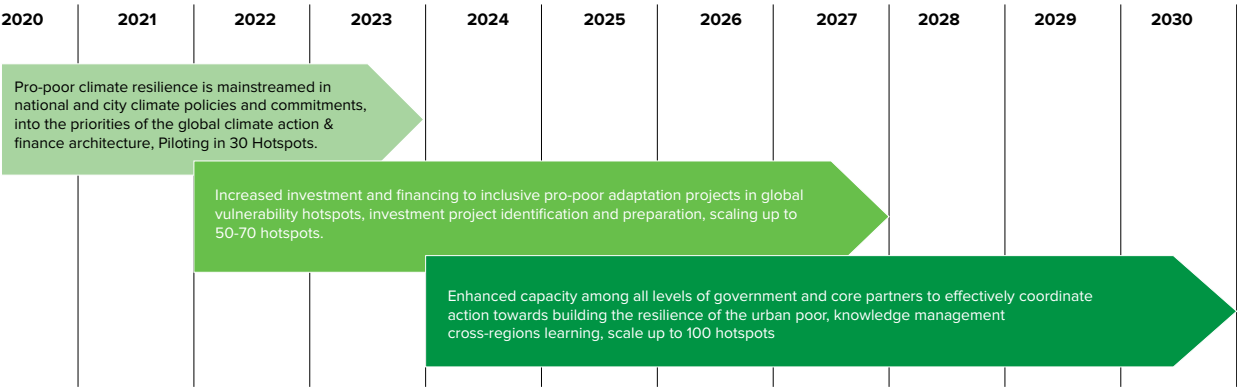 2020 2021 2022 2023 2024 2025 2026 2027 2028 2029 2030
Pro-poor climate resilience is mainstreamed in
national and city climate policies and commitments,
into the priorities of the global climate action &
finance architecture, Piloting in 30 Hotspots.
Increased investment and financing to inclusive pro-poor adaptation projects in global
vulnerability hotspots, investment project identification and preparation, scaling up to
50-70 hotspots.
Enhanced capacity among all levels of government and core partners to effectively coordinate
action towards building the resilience of the urban poor, knowledge management
cross-regions learning, scale up to 100 hotspots